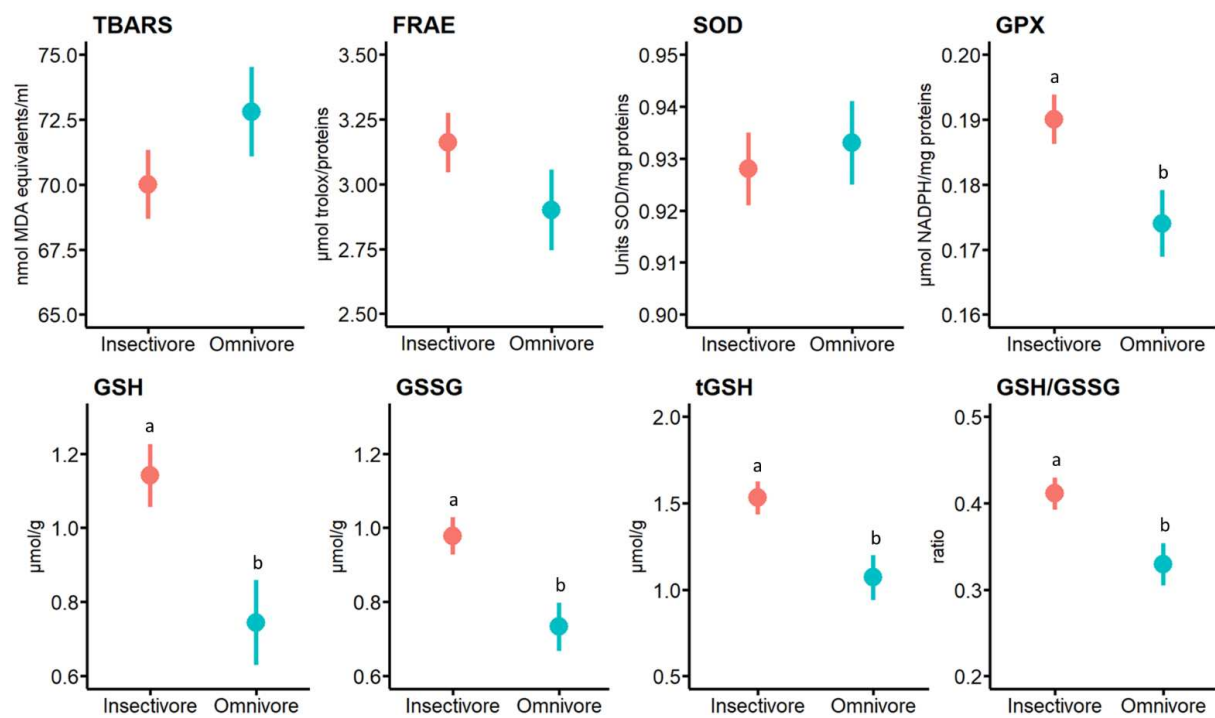 TBARS
nmol MDA equivalents/ml
75.0
72.5
70.0
67.5
65.0
Insectivore Omnivore
FRAE
µmol trolox/proteins
3.50
3.25
3.00
2.75
2.50
Insectivore Omnivore
SOD
Units SOD/mg proteins
0.95
0.94
0.93
0.92
0.91
0.90
Insectivore Omnivore
GPX
µmol NADPH/mg proteins
0.20
0.19
0.18
0.17
0.16
a
b
Insectivore Omnivore
GSH
µmol/g
1.2
1.0
0.8
0.6
a
b
Insectivore Omnivore
GSSG
µmol/g
1.2
1.0
0.8
0.6
a
b
Insectivore Omnivore
tGSH
µmol/g
2.0
1.5
1.0
0.5
a
b
Insectivore Omnivore
GSH/GSSG
ratio
0.5
0.4
0.3
0.2
a
b
Insectivore Omnivore